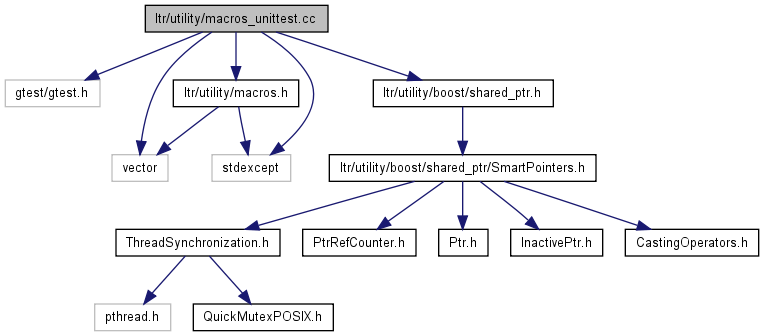 ltr/utility/macros_unittest.cc
gtest/gtest.h
ltr/utility/macros.h
ltr/utility/boost/shared_ptr.h
vector
stdexcept
ltr/utility/boost/shared_ptr/SmartPointers.h
ThreadSynchronization.h
PtrRefCounter.h
Ptr.h
InactivePtr.h
CastingOperators.h
pthread.h
QuickMutexPOSIX.h